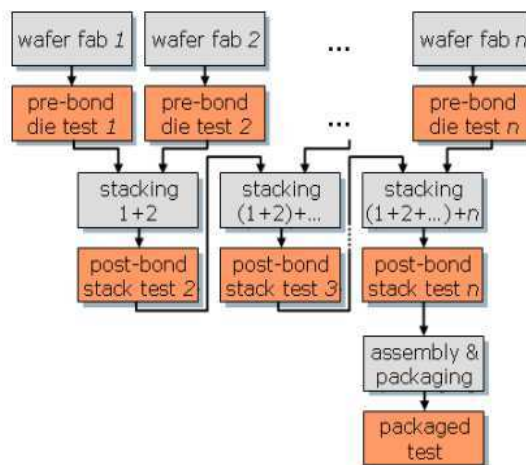 wafer fab 1
wafer fab 2
...
wafer fab n
pre-bond
die test 1
pre-bond
die test 2
...
pre-bond
die test n
stacking
1+2
stacking
(1+2)+...
stacking
(1+2+...)+n
post-bond
stack test 2
post-bond
stack test 3
post-bond
stack test n
assembly &
packaging
packaged
test